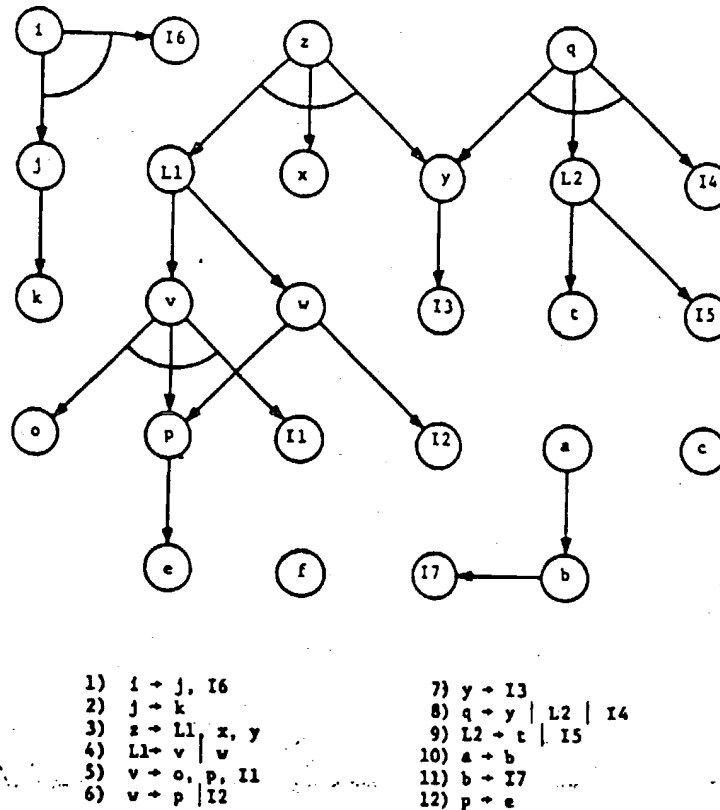 i
I6
z
q
j
L1
x
y
L2
I4
k
v
w
I3
t
I5
o
p
I1
I2
a
c
e
f
I7
b
1) i → j, I6
2) j → k
3) z → L1, x, y
4) L1→ v | w
5) v → o, p, I1
6) w → p | I2
7) y → I3
8) q → y | L2 | I4
9) L2 → t | I5
10) a → b
11) b → I7
12) p → e